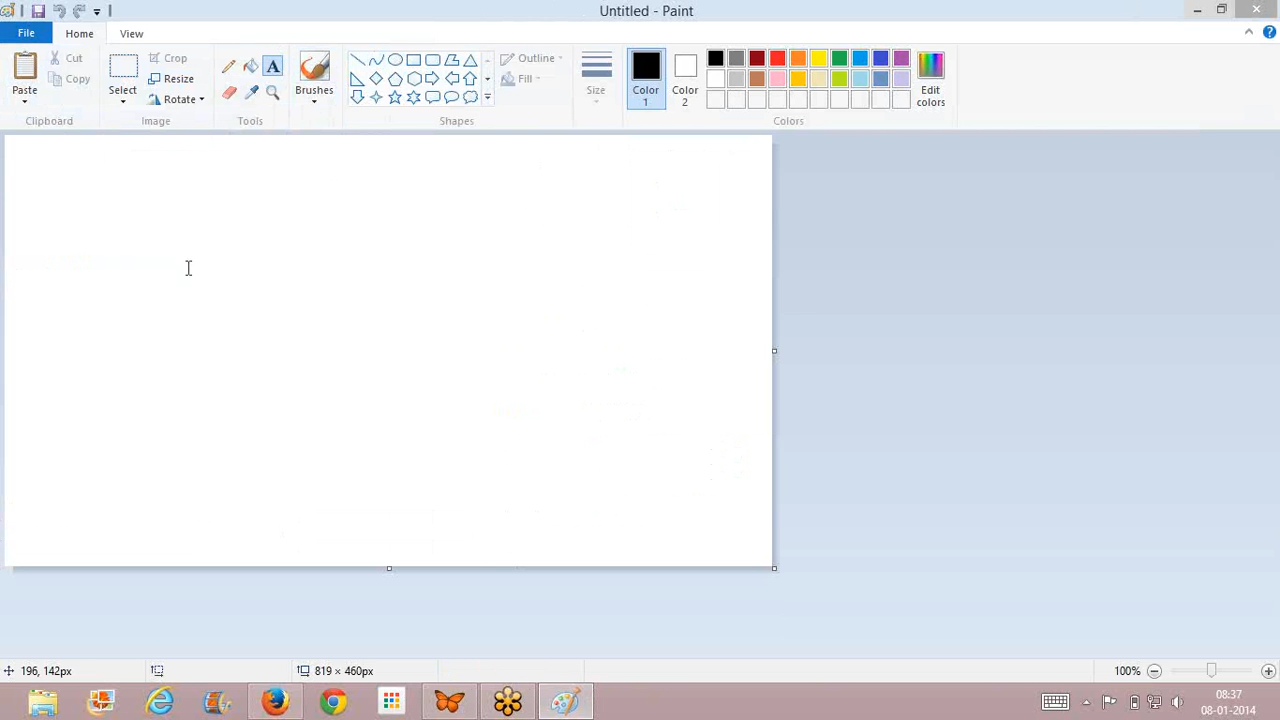 Untitled - Paint
File Home View
Paste
Cut
Copy
Clipboard
Select
Crop
Resize
Rotate
Image
A
Tools
Brushes
Outline
Fill
Shapes
Size
Color 1
Color 2
Edit colors
Colors
196, 142px
819 × 460px
100%
08:37
08-01-2014